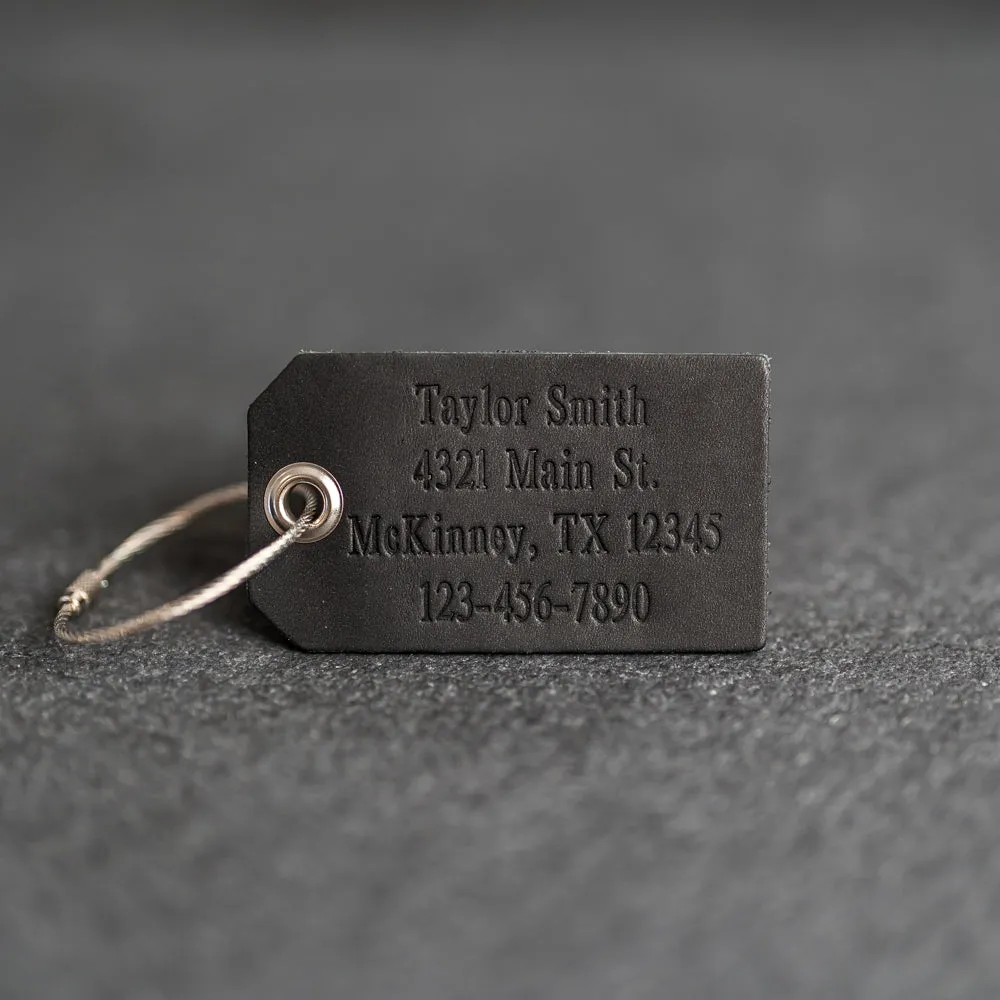 Taylor Smith
4321 Main St.
McKinney, TX 12345
123-456-7890